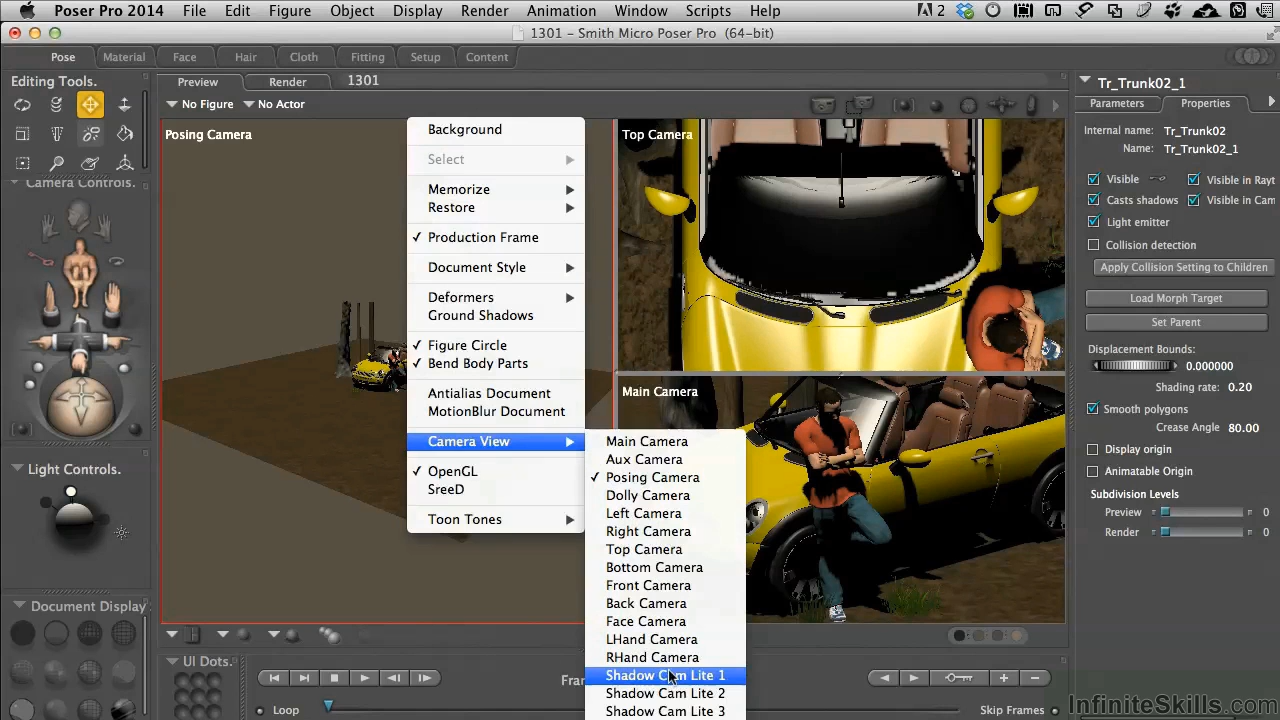 Poser Pro 2014 File Edit Figure Object Display Render Animation Window Scripts Help
2
1301 - Smith Micro Poser Pro (64-bit)
Pose Material Face Hair Cloth Fitting Setup Content
Editing Tools.
Preview Render 1301
No Figure No Actor
Posing Camera
Top Camera
Main Camera
Camera Controls.
Light Controls.
Document Display
UI Dots.
Background
Select
Memorize
Restore
Production Frame
Document Style
Deformers
Ground Shadows
Figure Circle
Bend Body Parts
Antialias Document
MotionBlur Document
Camera View
OpenGL
SreeD
Toon Tones
Main Camera
Aux Camera
Posing Camera
Dolly Camera
Left Camera
Right Camera
Top Camera
Bottom Camera
Front Camera
Back Camera
Face Camera
LHand Camera
RHand Camera
Shadow Cam Lite 1
Shadow Cam Lite 2
Shadow Cam Lite 3
Tr_Trunk02_1
Parameters Properties
Internal name: Tr_Trunk02
Name: Tr_Trunk02_1
Visible Visible in Rayt
Casts shadows Visible in Cam
Light emitter
Collision detection
Apply Collision Setting to Children
Load Morph Target
Set Parent
Displacement Bounds:
0.000000
Shading rate: 0.20
Smooth polygons
Crease Angle 80.00
Display origin
Animatable Origin
Subdivision Levels
Preview 0
Render 0
Loop
Fram
Skip Frames
InfiniteSkills.com